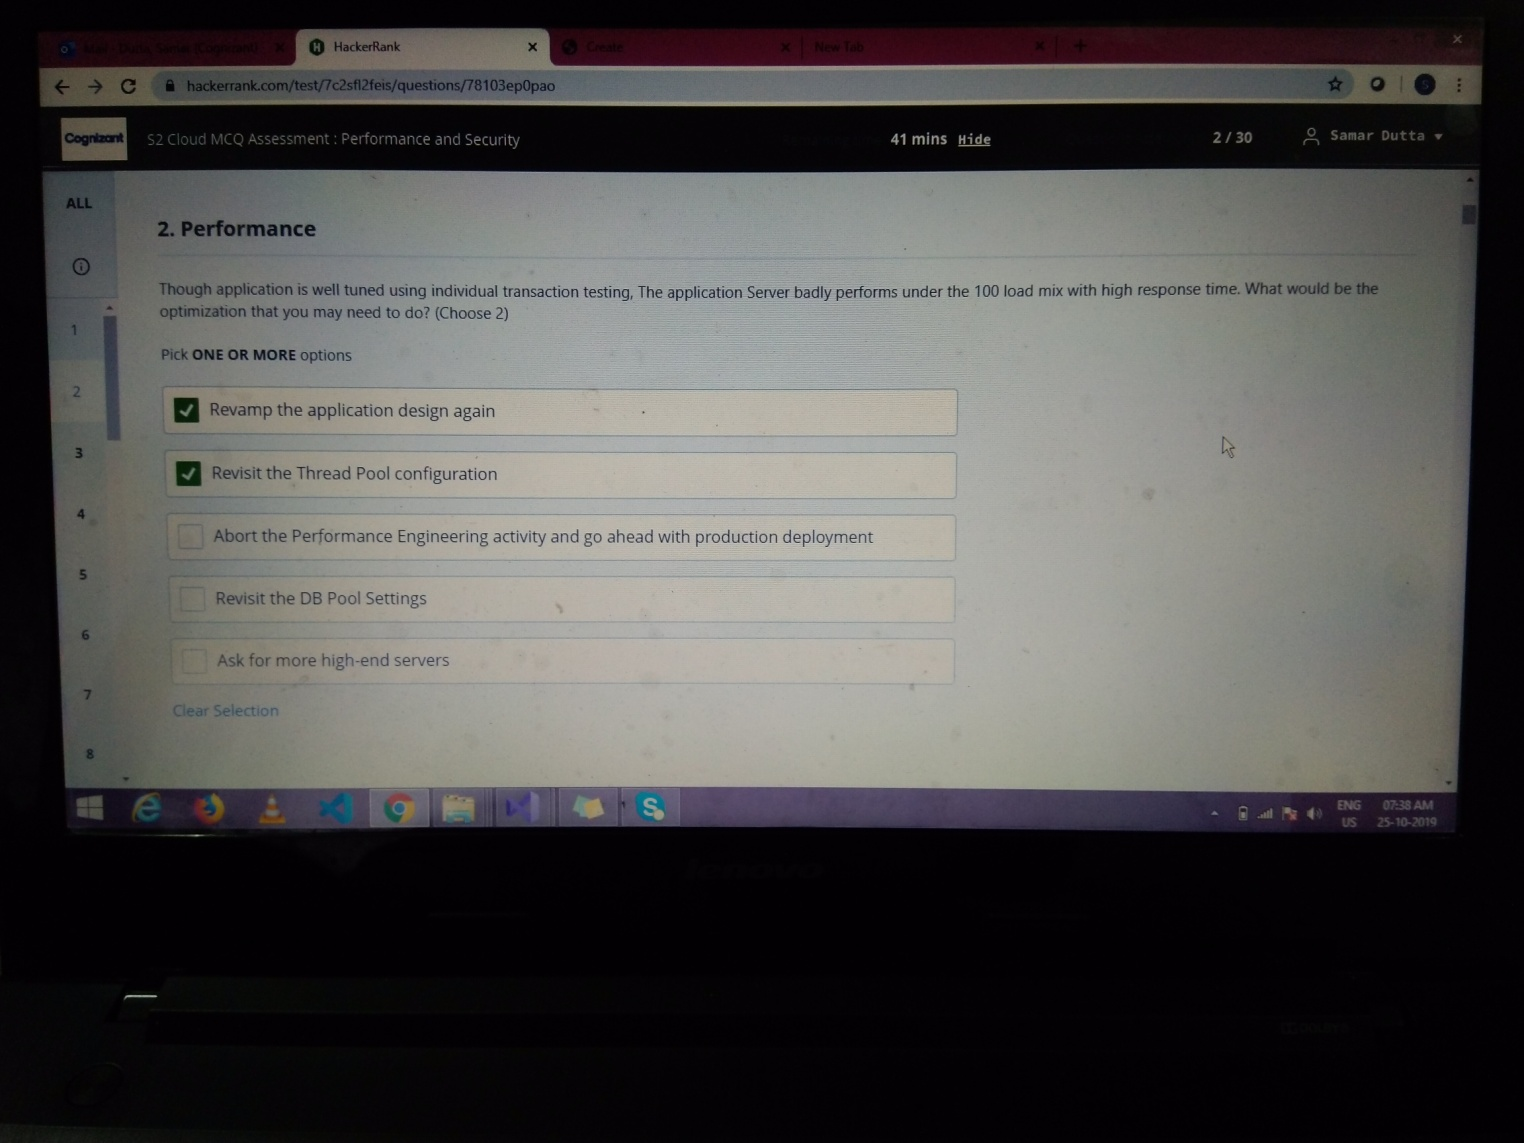 Mail - Dutta, Samar (Cognizant)
HackerRank
Create
New Tab
hackerrank.com/test/7c2sfl2feis/questions/78103ep0pao
S
Cognizant
S2 Cloud MCQ Assessment : Performance and Security
41 mins Hide
2 / 30
Samar Dutta
ALL
1
2
3
4
5
6
7
8
2. Performance
Though application is well tuned using individual transaction testing, The application Server badly performs under the 100 load mix with high response time. What would be the
optimization that you may need to do? (Choose 2)
Pick ONE OR MORE options
Revamp the application design again
Revisit the Thread Pool configuration
Abort the Performance Engineering activity and go ahead with production deployment
Revisit the DB Pool Settings
Ask for more high-end servers
Clear Selection
ENG
US
07:38 AM
25-10-2019
lenovo